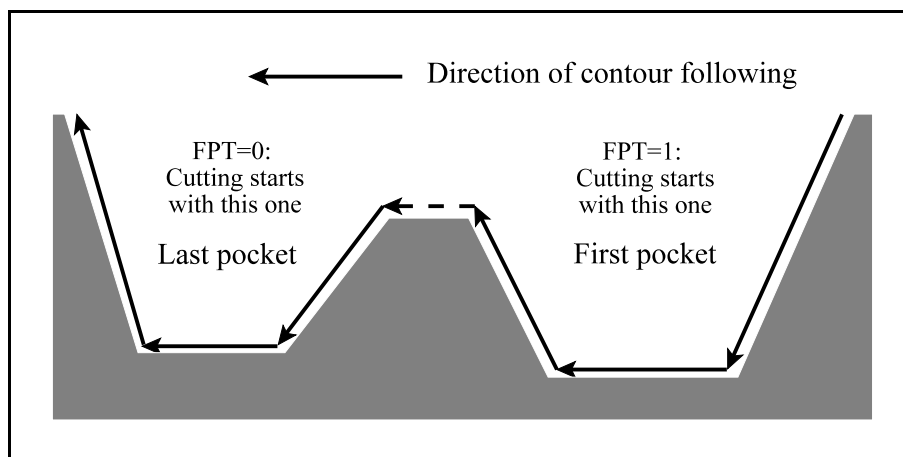 Direction of contour following
FPT=0:
Cutting starts
with this one
Last pocket
FPT=1:
Cutting starts
with this one
First pocket